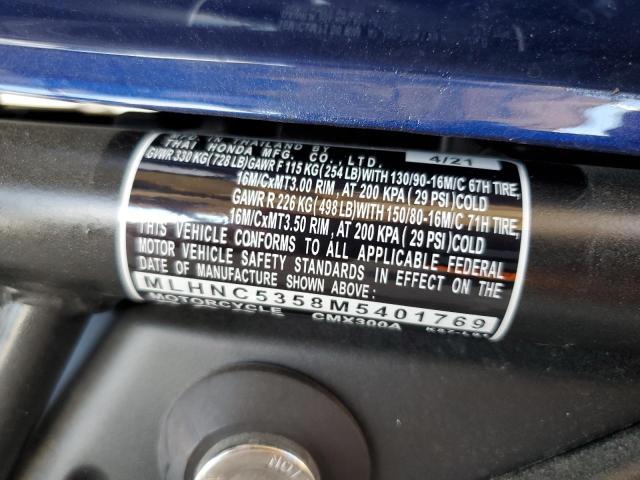 MFD. IN THAILAND BY
THAI HONDA MFG. CO., LTD. 4/21
GVWR 330 KG(728 LB)GAWR F 115 KG(254 LB)WITH 130/90-16M/C 67H TIRE,
16M/CxMT3.00 RIM, AT 200 KPA(29 PSI)COLD
GAWR R 226 KG(498 LB)WITH 150/80-16M/C 71H TIRE,
16M/CxMT3.50 RIM, AT 200 KPA(29 PSI)COLD
THIS VEHICLE CONFORMS TO ALL APPLICABLE FEDERAL
MOTOR VEHICLE SAFETY STANDARDS IN EFFECT ON THE
DATE OF MANUFACTURE SHOWN ABOVE:
MLHNC5358M5401769
MOTORCYCLE CMX300A